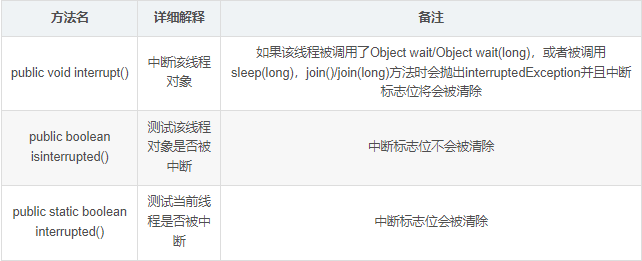 方法名 详细解释 备注
public void interrupt()
中断该线程
对象
如果该线程被调用了Object wait/Object wait(long)，或者被调用
sleep(long)，join()/join(long)方法时会抛出interruptedException并且中断
标志位将会被清除
public boolean
isinterrupted()
测试该线程
对象是否被
中断
中断标志位不会被清除
public static boolean
interrupted()
测试当前线
程是否被中
断
中断标志位会被清除